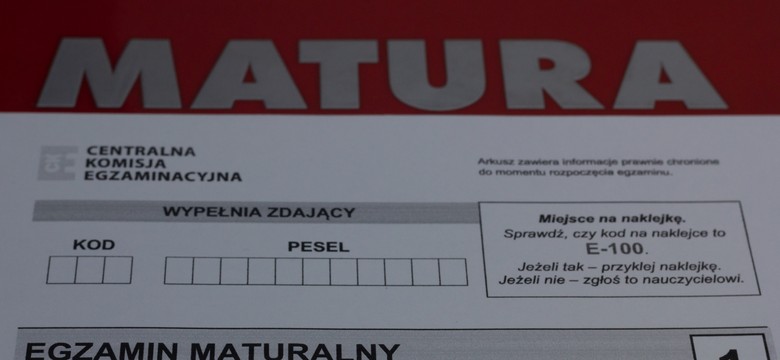 MATURA
CENTRALNA
KOMISJA
EGZAMINACYJNA
Arkusz zawiera informacje prawnie chronione
do momentu rozpoczęcia egzaminu.
WYPEŁNIA ZDAJĄCY
KOD
PESEL
Miejsce na naklejkę.
Sprawdź, czy kod na naklejce to
E-100.
Jeżeli tak – przyklej naklejkę.
Jeżeli nie – zgłoś to nauczycielowi.
EGZAMIN MATURALNY
1